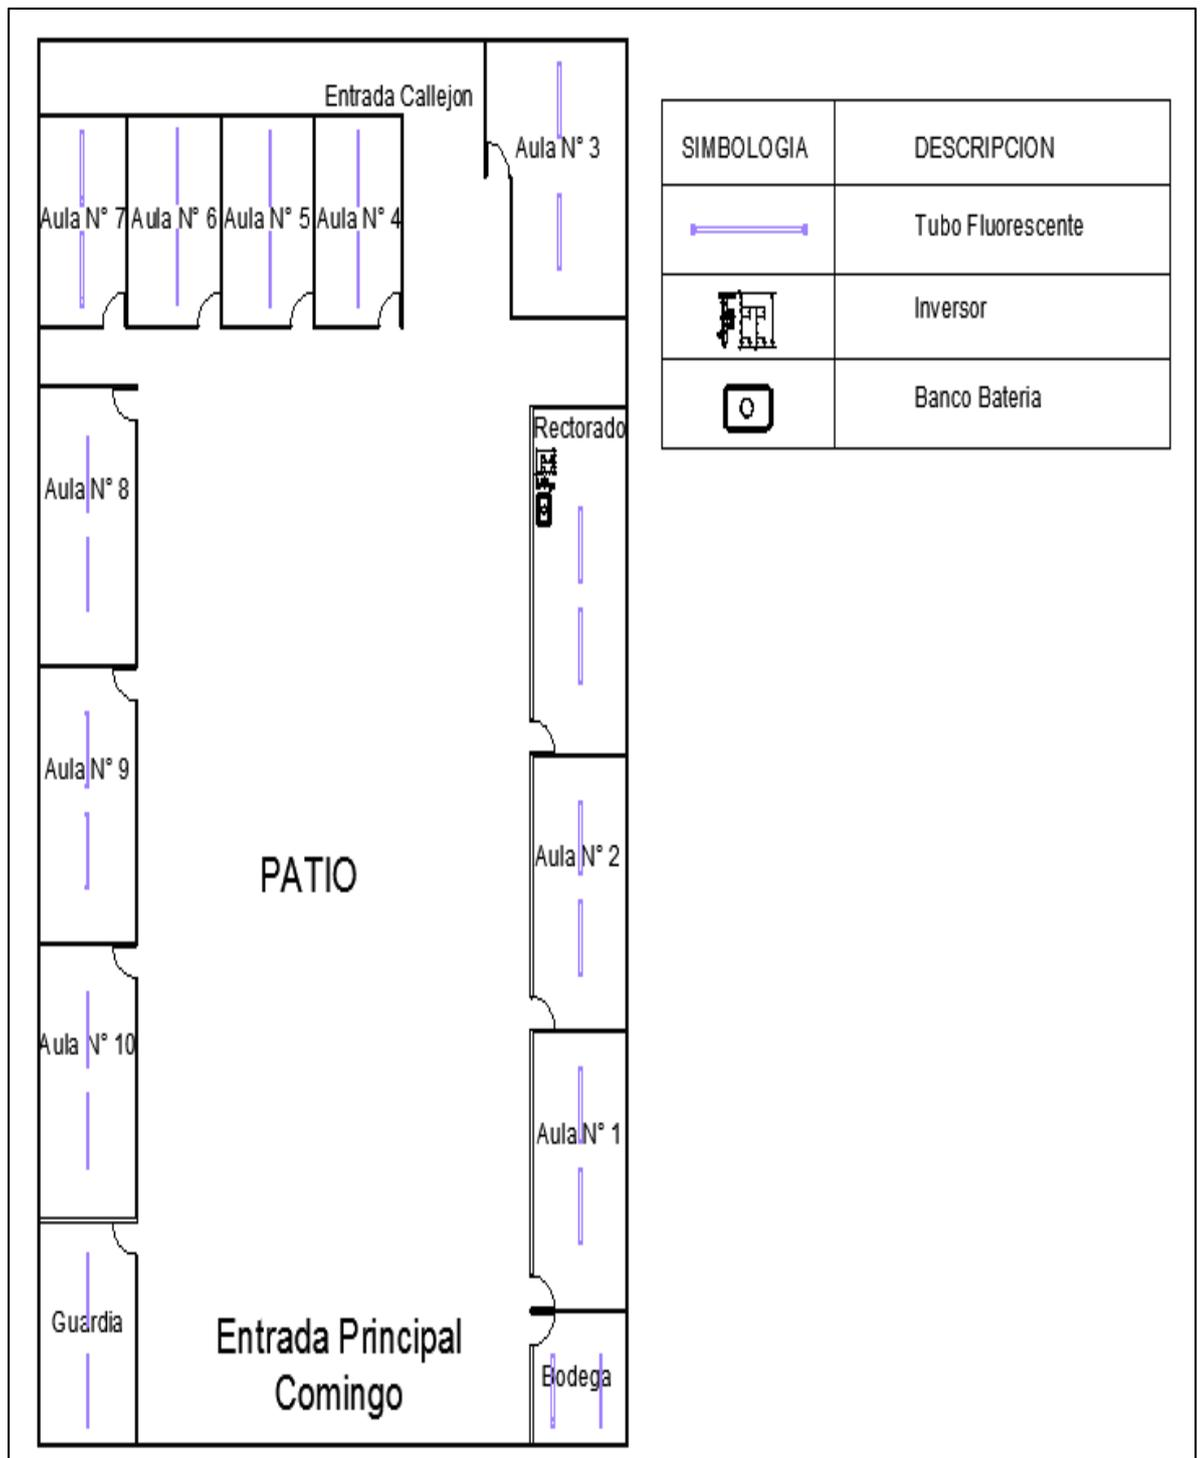 Entrada Callejon
Aula N° 3
SIMBOLOGIA
DESCRIPCION
Tubo Fluorescente
Inversor
Banco Bateria
Aula N° 7
Aula N° 6
Aula N° 5
Aula N° 4
Rectorado
Aula N° 8
Aula N° 9
PATIO
Aula N° 2
Aula N° 10
Aula N° 1
Guardia
Entrada Principal
Comingo
Bodega